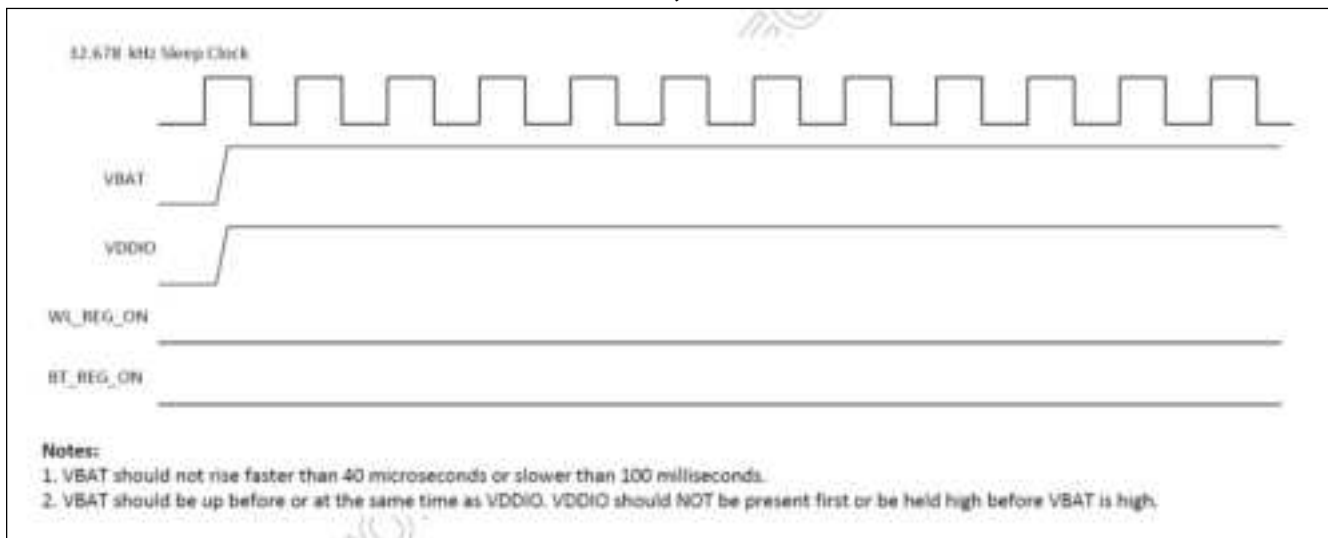 32.678 kHz Sleep Clock
VBAT
VDDIO
WL_REG_ON
BT_REG_ON
Notes:
1. VBAT should not rise faster than 40 microseconds or slower than 100 milliseconds.
2. VBAT should be up before or at the same time as VDDIO. VDDIO should NOT be present first or be held high before VBAT is high.